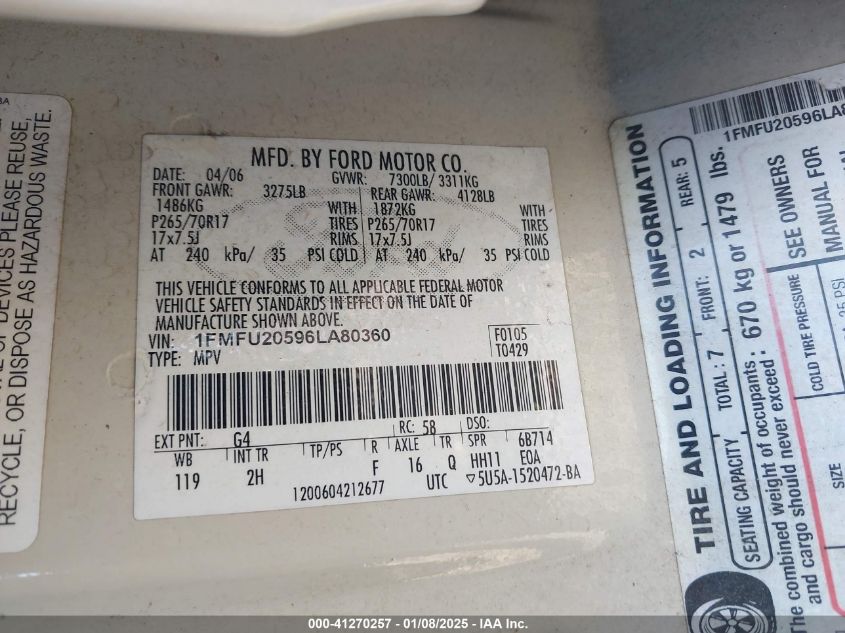 OF DEVICES PLEASE REUSE,
RECYCLE, OR DISPOSE AS HAZARDOUS WASTE.
MFD. BY FORD MOTOR CO.
DATE: 04/06 GVWR: 7300LB/ 3311KG
FRONT GAWR: 3275LB REAR GAWR: 4128LB
1486KG WITH 1872KG WITH
P265/70R17 TIRES P265/70R17 TIRES
17x7.5J RIMS 17x7.5J RIMS
AT 240 kPa/ 35 PSI COLD AT 240 kPa/ 35 PSI COLD
THIS VEHICLE CONFORMS TO ALL APPLICABLE FEDERAL MOTOR
VEHICLE SAFETY STANDARDS IN EFFECT ON THE DATE OF
MANUFACTURE SHOWN ABOVE.
VIN: 1FMFU20596LA80360 F0105
TYPE: MPV T0429
EXT PNT: G4 RC: 58 DSO:
WB INT TR TP/PS R AXLE TR SPR 6B714
119 2H F 16 Q HH11 EOA
1200604212677 UTC ▽5U5A-1520472-BA
1FMFU20596LA8
TIRE AND LOADING INFORMATION
SEATING CAPACITY TOTAL: 7 FRONT: 2 REAR: 5
The combined weight of occupants
and cargo should never exceed: 670 kg or 1479 lbs.
SIZE COLD TIRE PRESSURE SEE OWNERS
MANUAL FOR
000-41270257 - 01/08/2025 - IAA Inc.